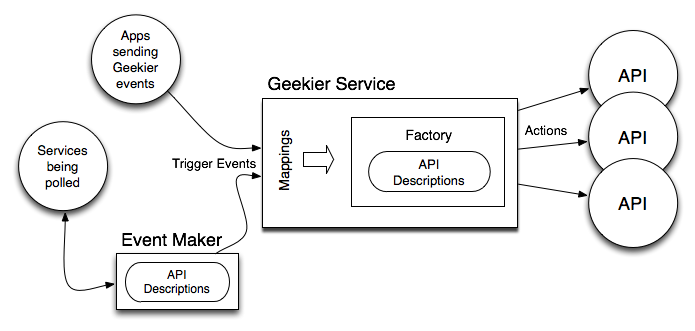 Apps
sending
Geekier
events
Geekier Service
API
Mappings
Factory
API
Descriptions
Actions
API
Services
being
polled
Trigger Events
API
Event Maker
API
Descriptions